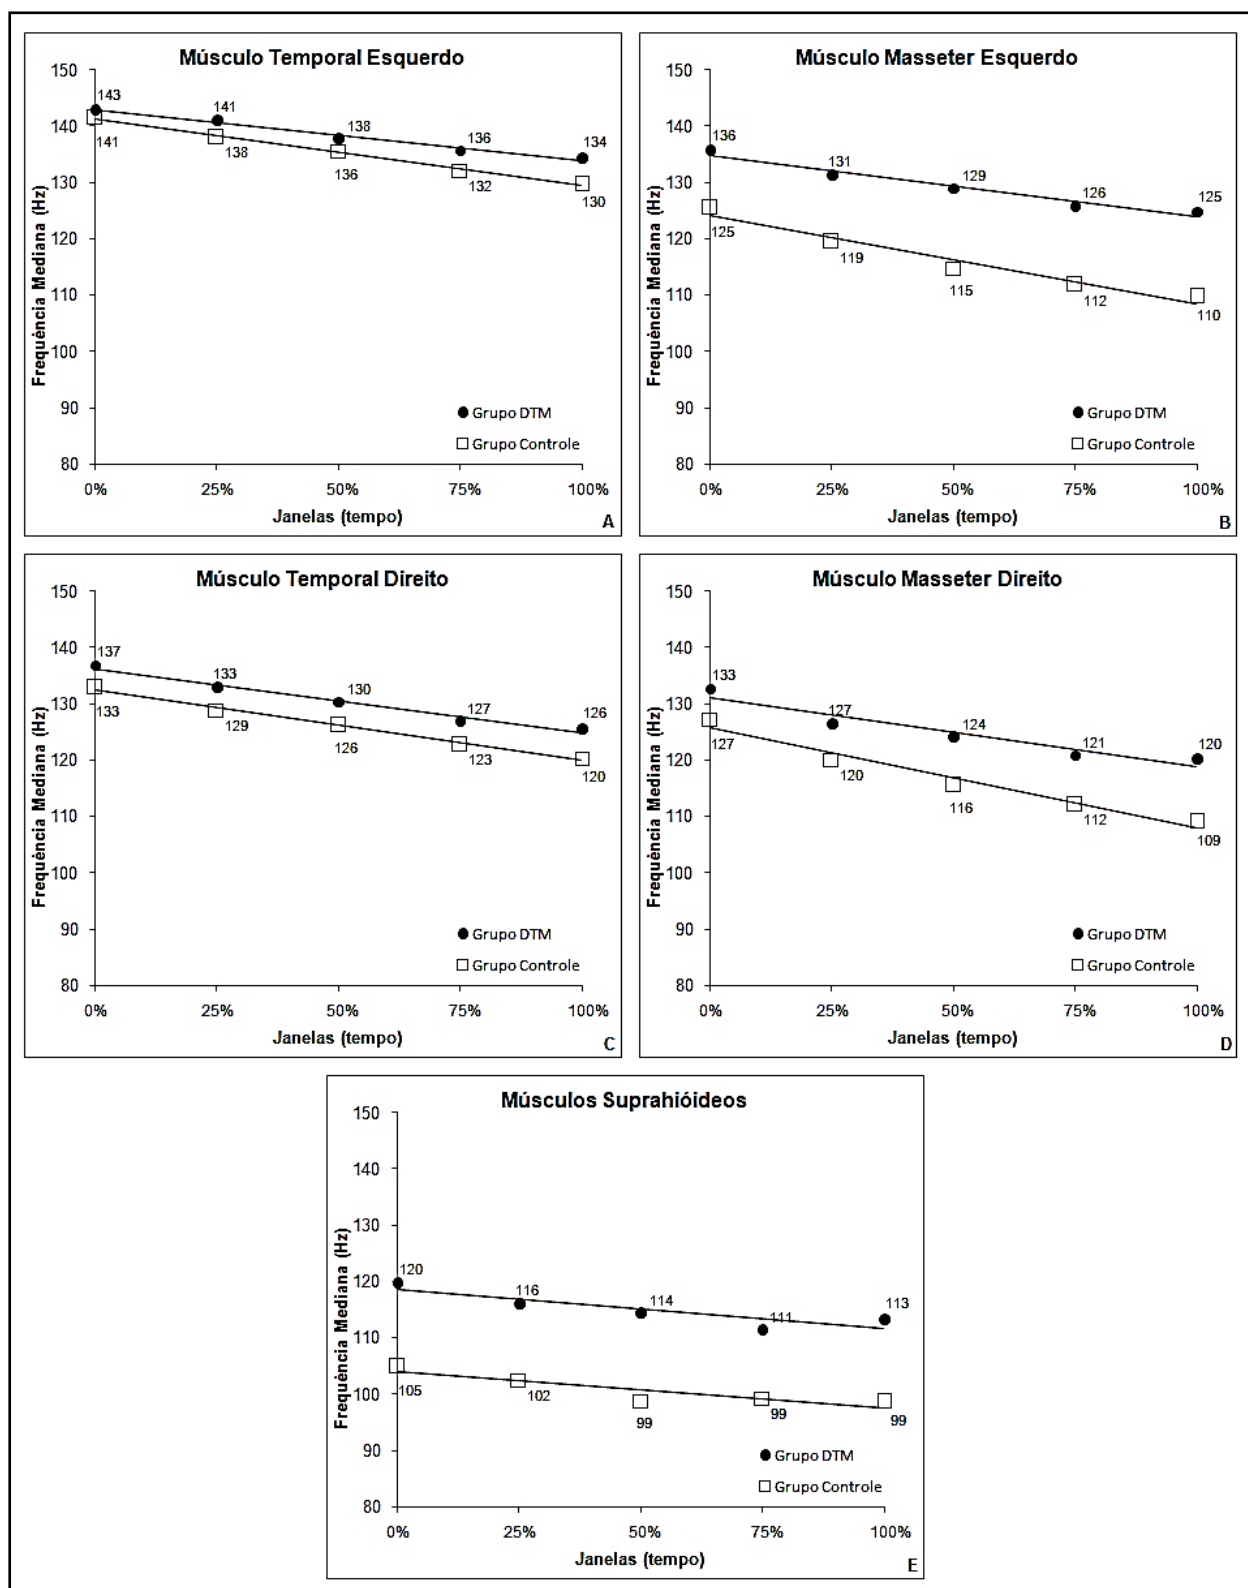 Músculo Temporal Esquerdo
Frequência Mediana (Hz)
150
140
130
120
110
100
90
80
143
141
138
136
134
141
138
136
132
130
Grupo DTM
Grupo Controle
0% 25% 50% 75% 100%
Janelas (tempo)
A
Músculo Masseter Esquerdo
Frequência Mediana (Hz)
150
140
130
120
110
100
90
80
136
131
129
126
125
125
119
115
112
110
Grupo DTM
Grupo Controle
0% 25% 50% 75% 100%
Janelas (tempo)
B
Músculo Temporal Direito
Frequência Mediana (Hz)
150
140
130
120
110
100
90
80
137
133
130
127
126
133
129
126
123
120
Grupo DTM
Grupo Controle
0% 25% 50% 75% 100%
Janelas (tempo)
C
Músculo Masseter Direito
Frequência Mediana (Hz)
150
140
130
120
110
100
90
80
133
127
124
121
120
127
120
116
112
109
Grupo DTM
Grupo Controle
0% 25% 50% 75% 100%
Janelas (tempo)
D
Músculos Suprahióideos
Frequência Mediana (Hz)
150
140
130
120
110
100
90
80
120
116
114
111
113
105
102
99
99
99
Grupo DTM
Grupo Controle
0% 25% 50% 75% 100%
Janelas (tempo)
E